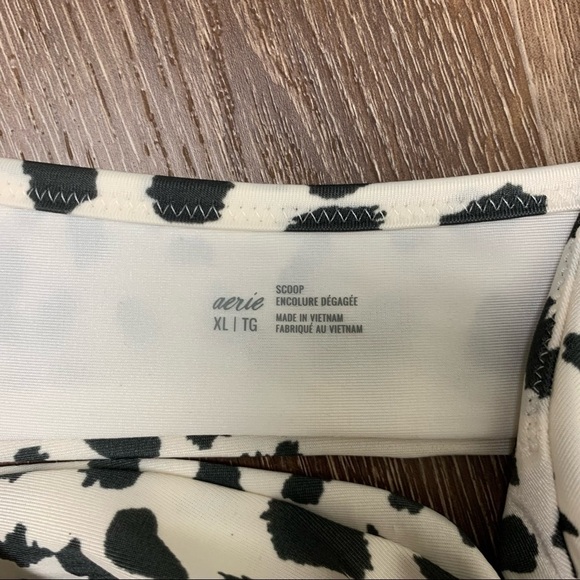 aerie
XL | TG
SCOOP
ENCOLURE DÉGAGÉE
MADE IN VIETNAM
FABRIQUÉ AU VIETNAM